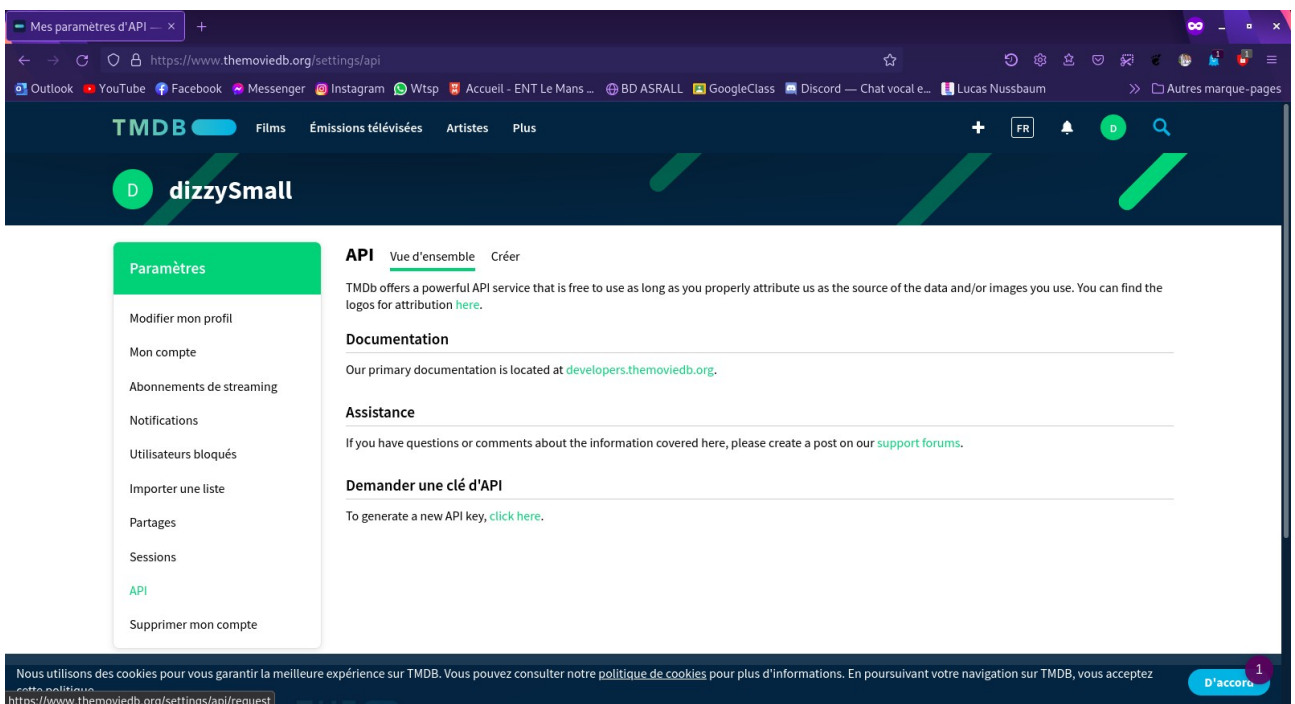 Mes paramètres d'API — × +
https://www.themoviedb.org/settings/api
Outlook YouTube Facebook Messenger Instagram Wtsp Accueil - ENT Le Mans ... BD ASRALL GoogleClass Discord — Chat vocal e... Lucas Nussbaum Autres marque-pages
1 1
TMDB Films Émissions télévisées Artistes Plus FR D
D dizzySmall
Paramètres
Modifier mon profil
Mon compte
Abonnements de streaming
Notifications
Utilisateurs bloqués
Importer une liste
Partages
Sessions
API
Supprimer mon compte
API Vue d'ensemble Créer
TMDb offers a powerful API service that is free to use as long as you properly attribute us as the source of the data and/or images you use. You can find the
logos for attribution here.
Documentation
Our primary documentation is located at developers.themoviedb.org.
Assistance
If you have questions or comments about the information covered here, please create a post on our support forums.
Demander une clé d'API
To generate a new API key, click here.
Nous utilisons des cookies pour vous garantir la meilleure expérience sur TMDB. Vous pouvez consulter notre politique de cookies pour plus d'informations. En poursuivant votre navigation sur TMDB, vous acceptez
cette politique
D'accord
1
https://www.themoviedb.org/settings/api/request